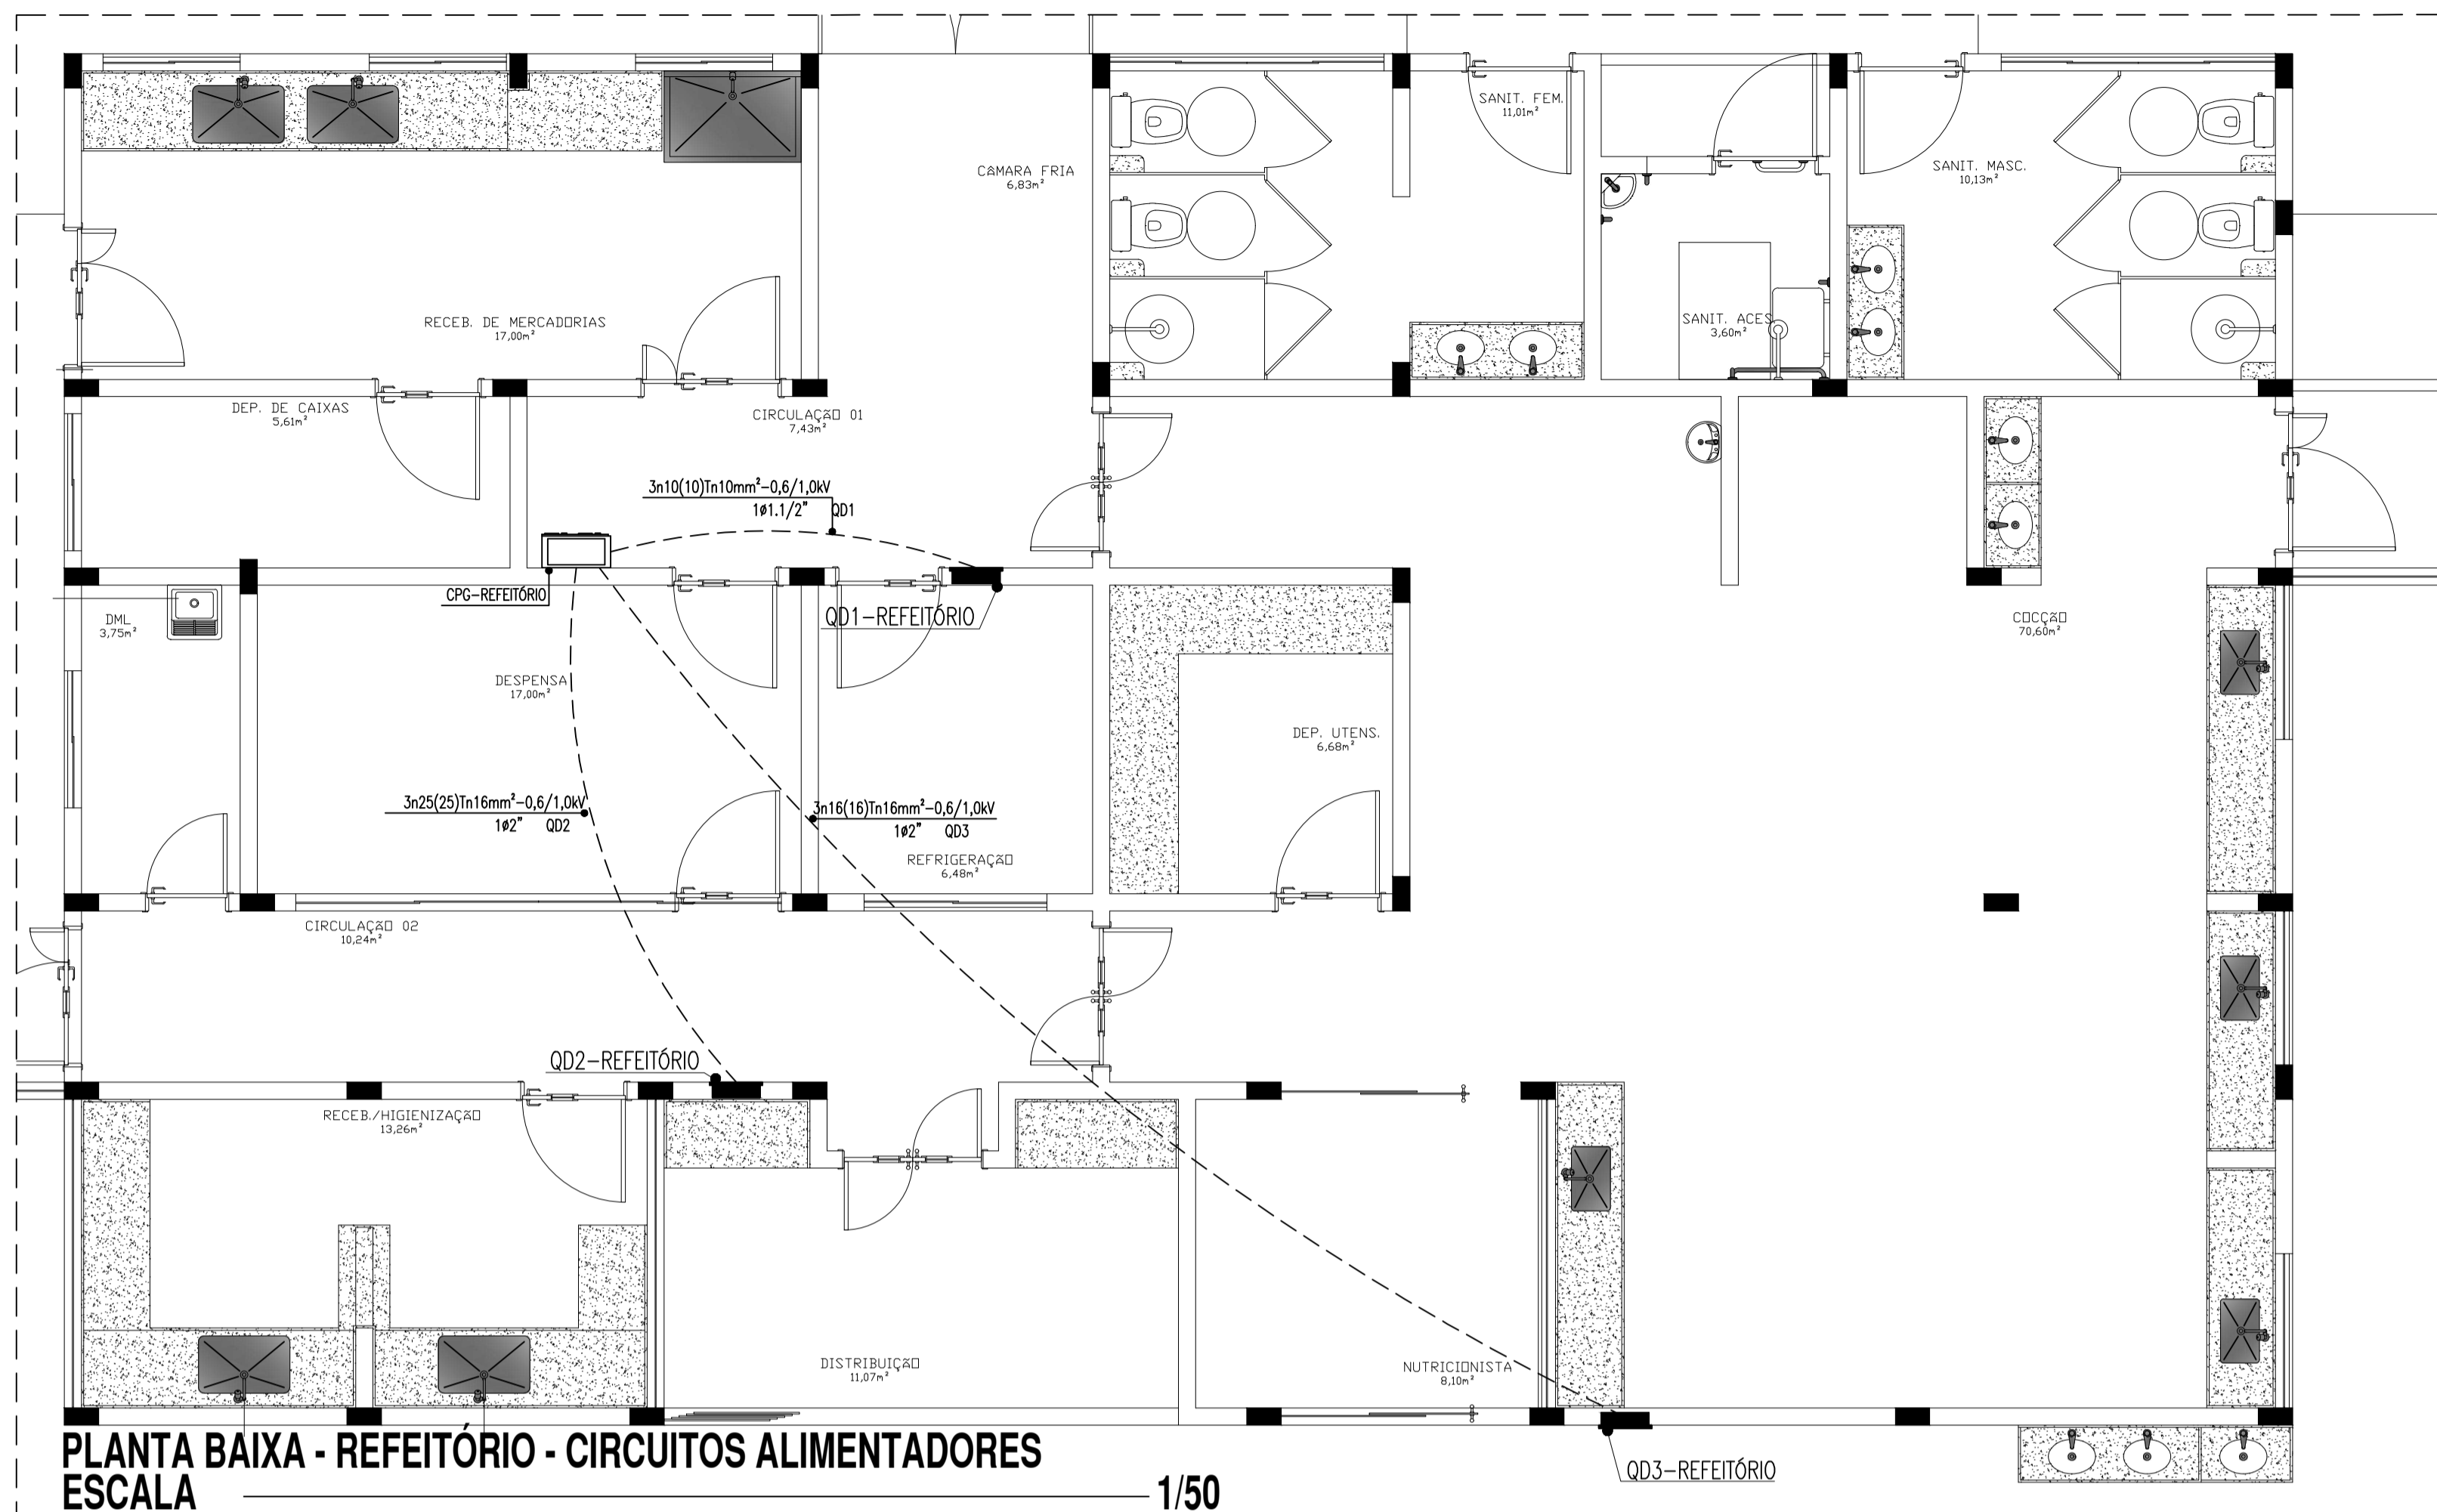 SANIT. FEM.
11,01m²
CÂMARA FRIA
6,83m²
SANIT. MASC.
10,13m²
RECEB. DE MERCADORIAS
17,00m²
SANIT. ACES.
3,60m²
DEP. DE CAIXAS
5,61m²
CIRCULAÇÃO 01
7,43m²
3n10(10)Tn10mm²-0,6/1,0kV
1ø1.1/2" QD1
CPG-REFEITÓRIO
QD1-REFEITÓRIO
DML
3,75m²
COCÇÃO
70,60m²
DESPENSA
17,00m²
DEP. UTENS.
6,68m²
3n25(25)Tn16mm²-0,6/1,0kV
1ø2" QD2
3n16(16)Tn16mm²-0,6/1,0kV
1ø2" QD3
REFRIGERAÇÃO
6,48m²
CIRCULAÇÃO 02
10,24m²
QD2-REFEITÓRIO
RECEB./HIGIENIZAÇÃO
13,26m²
DISTRIBUIÇÃO
11,07m²
NUTRICIONISTA
8,10m²
QD3-REFEITÓRIO
PLANTA BAIXA - REFEITÓRIO - CIRCUITOS ALIMENTADORES
ESCALA 1/50